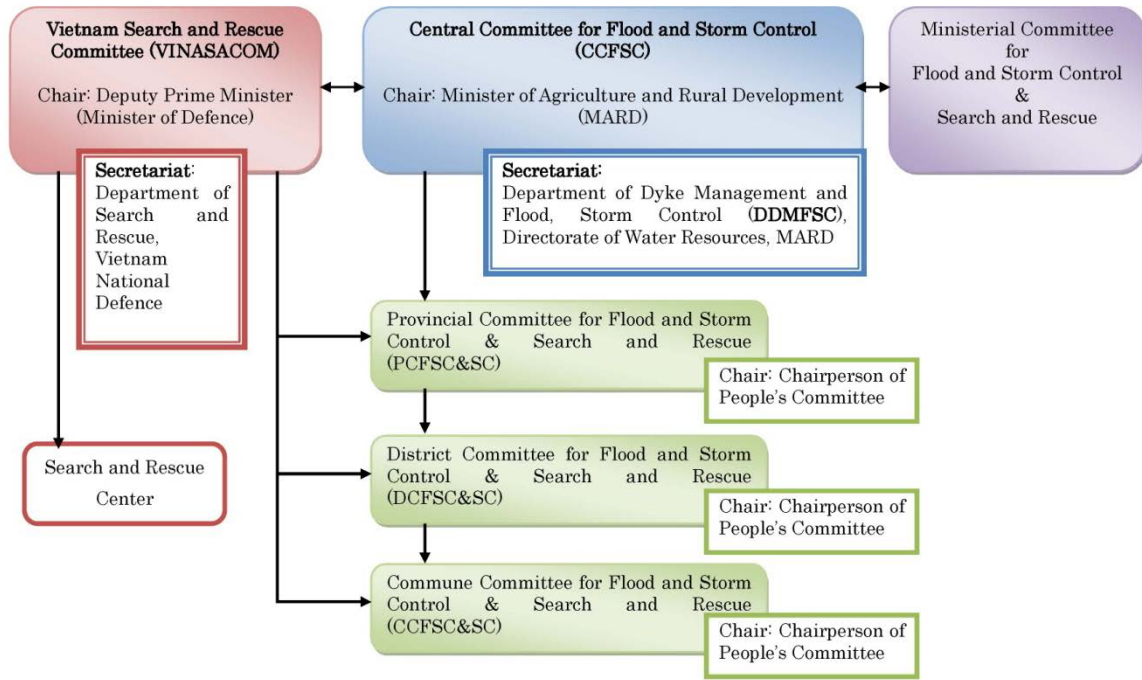 Vietnam Search and Rescue
Committee (VINASACOM)
Chair: Deputy Prime Minister
(Minister of Defence)
Secretariat:
Department of
Search and
Rescue,
Vietnam
National
Defence
Search and Rescue
Center
Central Committee for Flood and Storm Control
(CCFSC)
Chair: Minister of Agriculture and Rural Development
(MARD)
Secretariat:
Department of Dyke Management and
Flood, Storm Control (DDMFSC),
Directorate of Water Resources, MARD
Ministerial Committee
for
Flood and Storm Control
&
Search and Rescue
Provincial Committee for Flood and Storm
Control & Search and Rescue
(PCFSC&SC)
Chair: Chairperson of
People's Committee
District Committee for Flood and Storm
Control & Search and Rescue
(DCFSC&SC)
Chair: Chairperson of
People's Committee
Commune Committee for Flood and Storm
Control & Search and Rescue
(CCFSC&SC)
Chair: Chairperson of
People's Committee